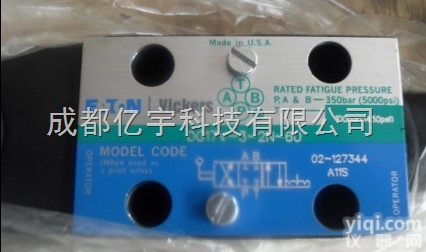 Made in U.S.A.
E·T·N Vickers
T
A B
RATED FATIGUE PRESSURE
P, A & B—350bar (5000psi)
成都亿宇科技有限公司
MODEL CODE
(When used as
a pilot valve)
A B
02-127344
A11S
OPERATOR
OPERATOR
yiqi.com